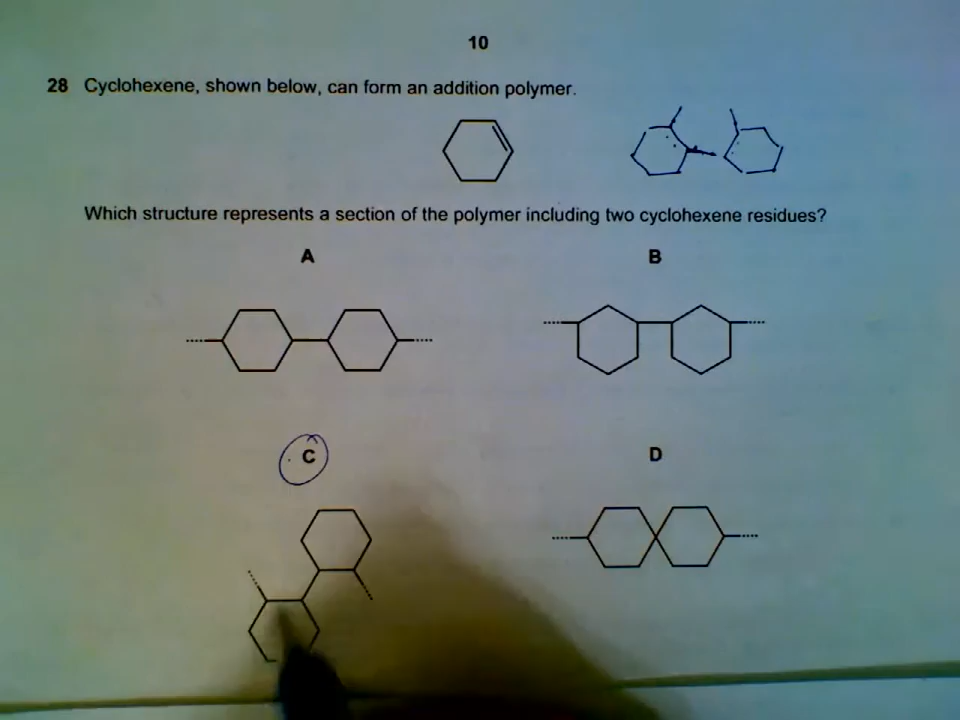 10
28 Cyclohexene, shown below, can form an addition polymer.
Which structure represents a section of the polymer including two cyclohexene residues?
A
B
C
D